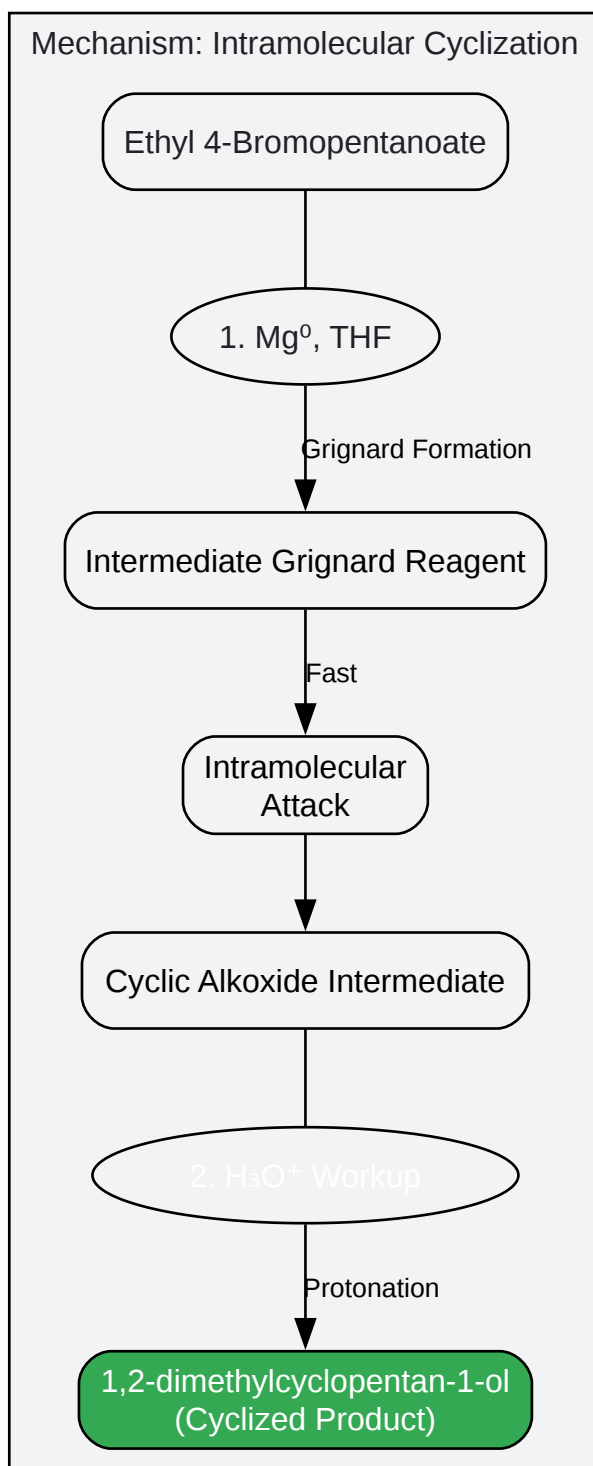 Mechanism: Intramolecular Cyclization
Ethyl 4-Bromopentanoate
1. Mg⁰, THF
Grignard Formation
Intermediate Grignard Reagent
Fast
Intramolecular
Attack
Cyclic Alkoxide Intermediate
2. H₃O⁺ Workup
Protonation
1,2-dimethylcyclopentan-1-ol
(Cyclized Product)